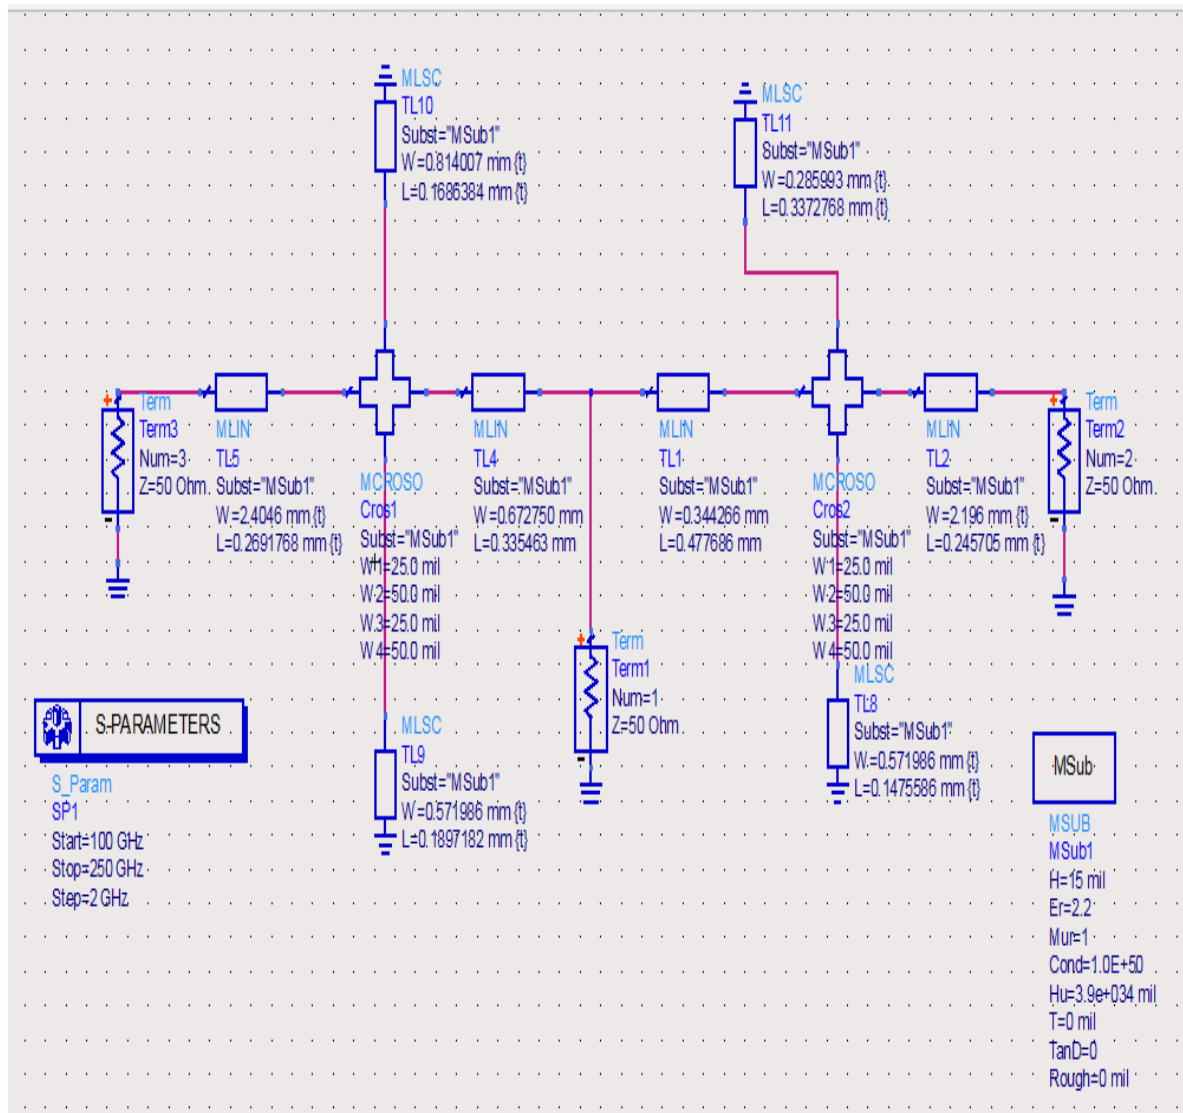 MLSC
TL10
Subst="MSub1"
W=0.814007 mm {t}
L=0.1686384 mm {t}
MLSC
TL11
Subst="MSub1"
W=0.285993 mm {t}
L=0.3372768 mm {t}
+
Term
Term3
Num=3
Z=50 Ohm
-
MLIN
TL5
Subst="MSub1"
W=2.4046 mm {t}
L=0.2691768 mm {t}
MCROSO
Cros1
Subst="MSub1"
W1=25.0 mil
W2=50.0 mil
W3=25.0 mil
W4=50.0 mil
MLIN
TL4
Subst="MSub1"
W=0.672750 mm
L=0.335463 mm
MLIN
TL1
Subst="MSub1"
W=0.344266 mm
L=0.477686 mm
MCROSO
Cros2
Subst="MSub1"
W1=25.0 mil
W2=50.0 mil
W3=25.0 mil
W4=50.0 mil
MLIN
TL2
Subst="MSub1"
W=2.196 mm {t}
L=0.245705 mm {t}
+
Term
Term2
Num=2
Z=50 Ohm
-
+
Term
Term1
Num=1
Z=50 Ohm
-
MLSC
TL8
Subst="MSub1"
W=0.571986 mm {t}
L=0.1475586 mm {t}
MLSC
TL9
Subst="MSub1"
W=0.571986 mm {t}
L=0.1897182 mm {t}
S-PARAMETERS
S_Param
SP1
Start=100 GHz
Stop=250 GHz
Step=2 GHz
MSub
MSUB
MSub1
H=15 mil
Er=2.2
Mur=1
Cond=1.0E+50
Hu=3.9e+034 mil
T=0 mil
TanD=0
Rough=0 mil